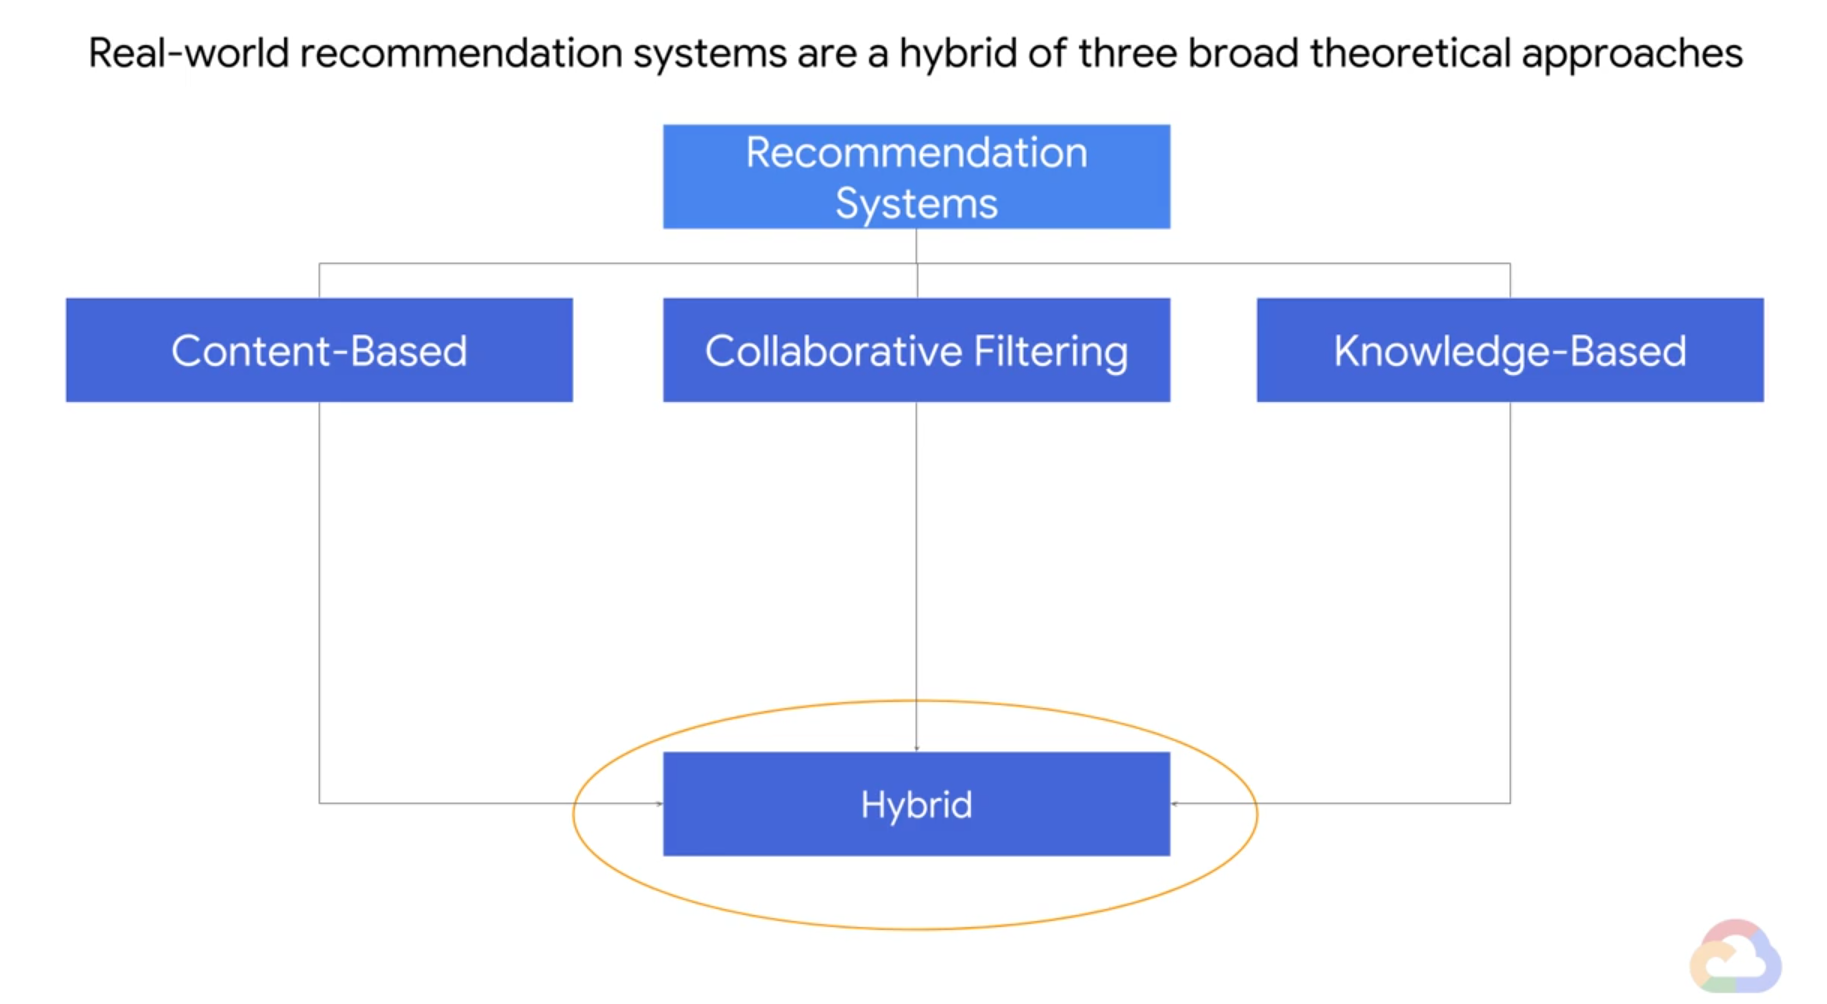 Real-world recommendation systems are a hybrid of three broad theoretical approaches
Recommendation
Systems
Content-Based
Collaborative Filtering
Knowledge-Based
Hybrid